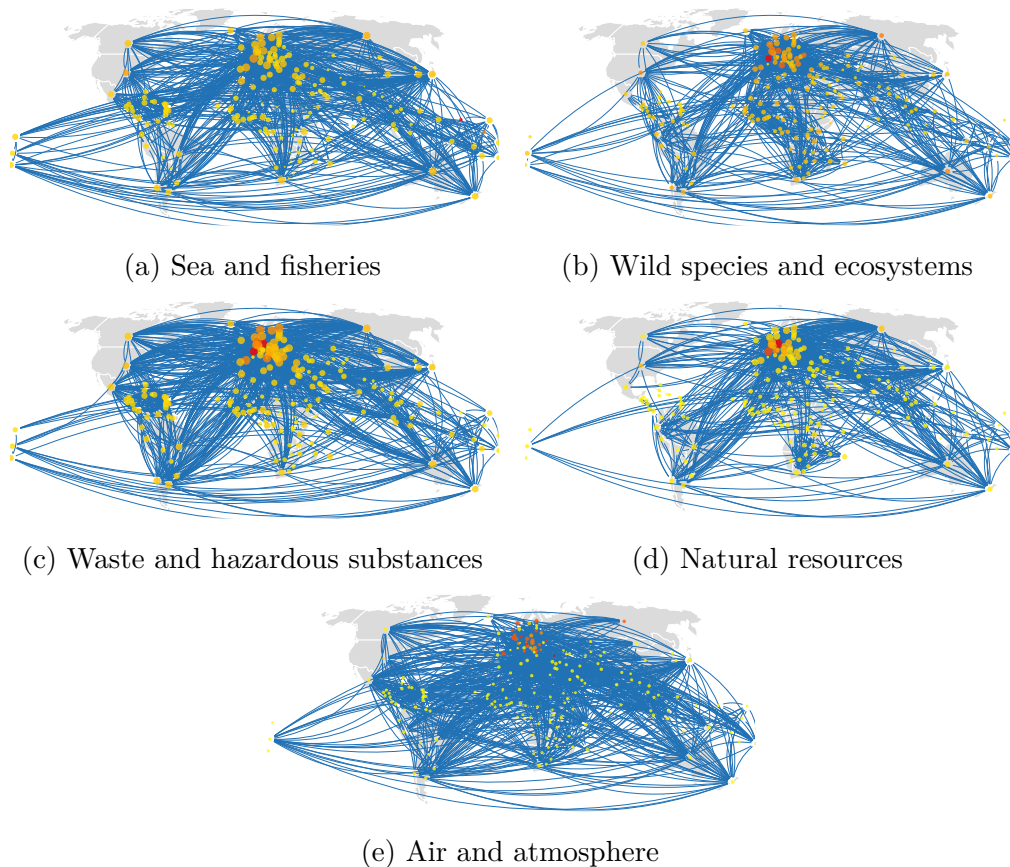 (a) Sea and fisheries
(b) Wild species and ecosystems
(c) Waste and hazardous substances
(d) Natural resources
(e) Air and atmosphere